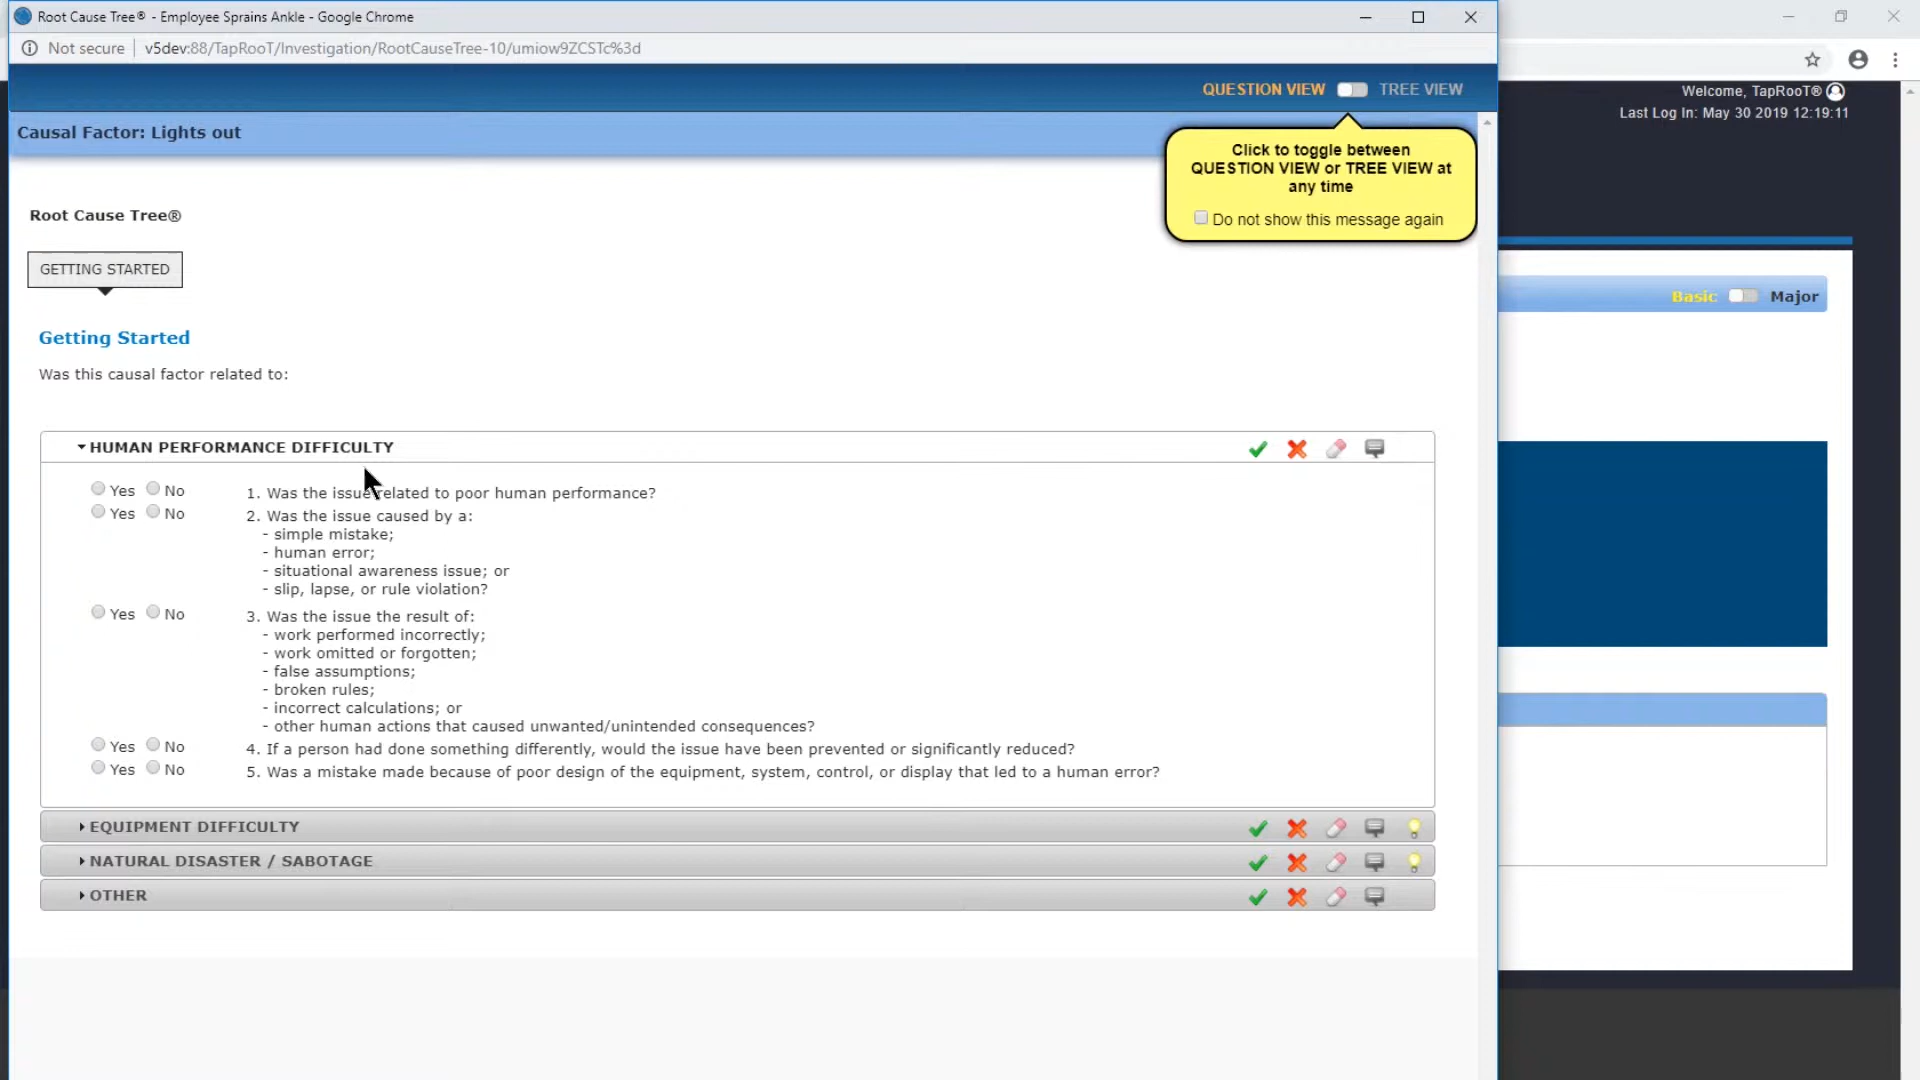 Root Cause Tree® - Employee Sprains Ankle - Google Chrome
Not secure v5dev:88/TapRooT/Investigation/RootCauseTree-10/umiow9ZCSTc%3d
QUESTION VIEW TREE VIEW
Welcome, TapRooT®
Last Log In: May 30 2019 12:19:11
Causal Factor: Lights out
Click to toggle between
QUESTION VIEW or TREE VIEW at
any time
Do not show this message again
Root Cause Tree®
GETTING STARTED
Basic Major
Getting Started
Was this causal factor related to:
HUMAN PERFORMANCE DIFFICULTY
Yes No 1. Was the issue related to poor human performance?
Yes No 2. Was the issue caused by a:
- simple mistake;
- human error;
- situational awareness issue; or
- slip, lapse, or rule violation?
Yes No 3. Was the issue the result of:
- work performed incorrectly;
- work omitted or forgotten;
- false assumptions;
- broken rules;
- incorrect calculations; or
- other human actions that caused unwanted/unintended consequences?
Yes No 4. If a person had done something differently, would the issue have been prevented or significantly reduced?
Yes No 5. Was a mistake made because of poor design of the equipment, system, control, or display that led to a human error?
EQUIPMENT DIFFICULTY
NATURAL DISASTER / SABOTAGE
OTHER